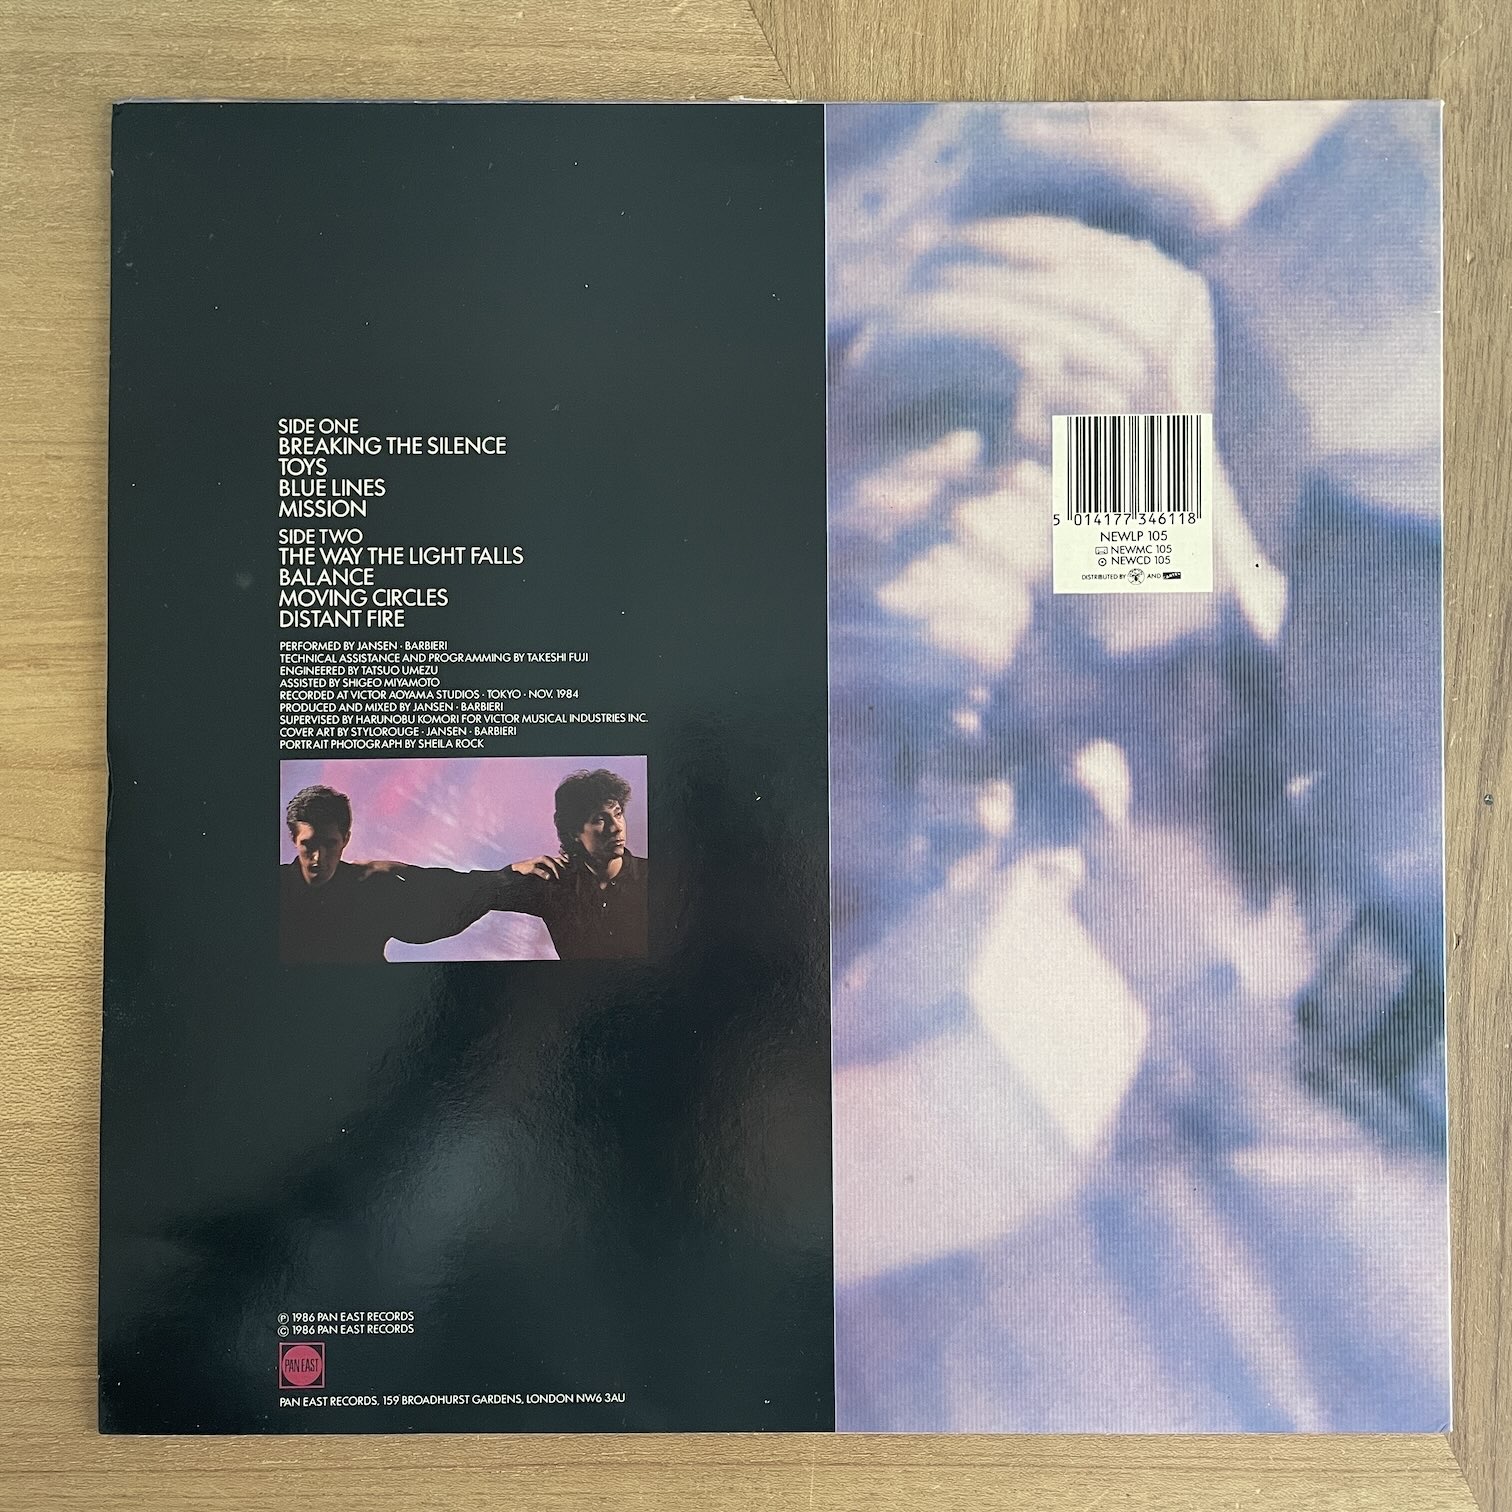 SIDE ONE
BREAKING THE SILENCE
TOYS
BLUE LINES
MISSION
SIDE TWO
THE WAY THE LIGHT FALLS
BALANCE
MOVING CIRCLES
DISTANT FIRE
PERFORMED BY JANSEN · BARBIERI
TECHNICAL ASSISTANCE AND PROGRAMMING BY TAKESHI FUJI
ENGINEERED BY TATSUO UMEZU
ASSISTED BY SHIGEO MIYAMOTO
RECORDED AT VICTOR AOYAMA STUDIOS · TOKYO · NOV. 1984
PRODUCED AND MIXED BY JANSEN · BARBIERI
SUPERVISED BY HARUNOBU KOMORI FOR VICTOR MUSICAL INDUSTRIES INC.
COVER ART BY STYLOROUGE · JANSEN · BARBIERI
PORTRAIT PHOTOGRAPH BY SHEILA ROCK
℗ 1986 PAN EAST RECORDS
© 1986 PAN EAST RECORDS
PAN EAST
PAN EAST RECORDS, 159 BROADHURST GARDENS, LONDON NW6 3AU
5 014177 346118
NEWLP 105
NEWMC 105
NEWCD 105
DISTRIBUTED BY AND